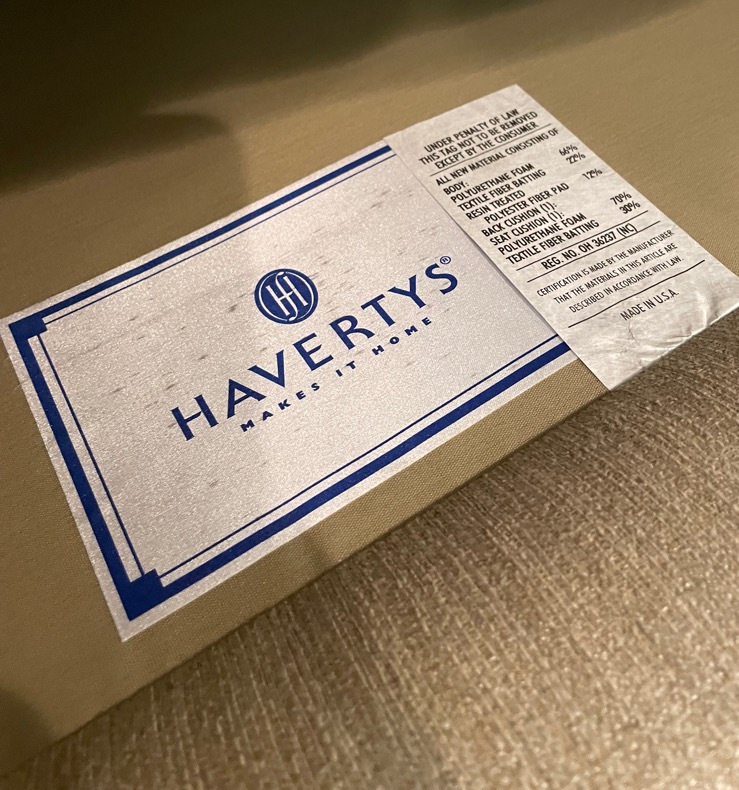 H
HAVERTYS®
MAKES IT HOME
UNDER PENALTY OF LAW
THIS TAG NOT TO BE REMOVED
EXCEPT BY THE CONSUMER
ALL NEW MATERIAL CONSISTING OF
BODY:
POLYURETHANE FOAM 66%
TEXTILE FIBER BATTING 22%
RESIN TREATED
POLYESTER FIBER PAD 12%
BACK CUSHION (1):
SEAT CUSHION (1):
POLYURETHANE FOAM 70%
TEXTILE FIBER BATTING 30%
REG. NO. OH 36237 (NC)
CERTIFICATION IS MADE BY THE MANUFACTURER
THAT THE MATERIALS IN THIS ARTICLE ARE
DESCRIBED IN ACCORDANCE WITH LAW.
MADE IN U.S.A.